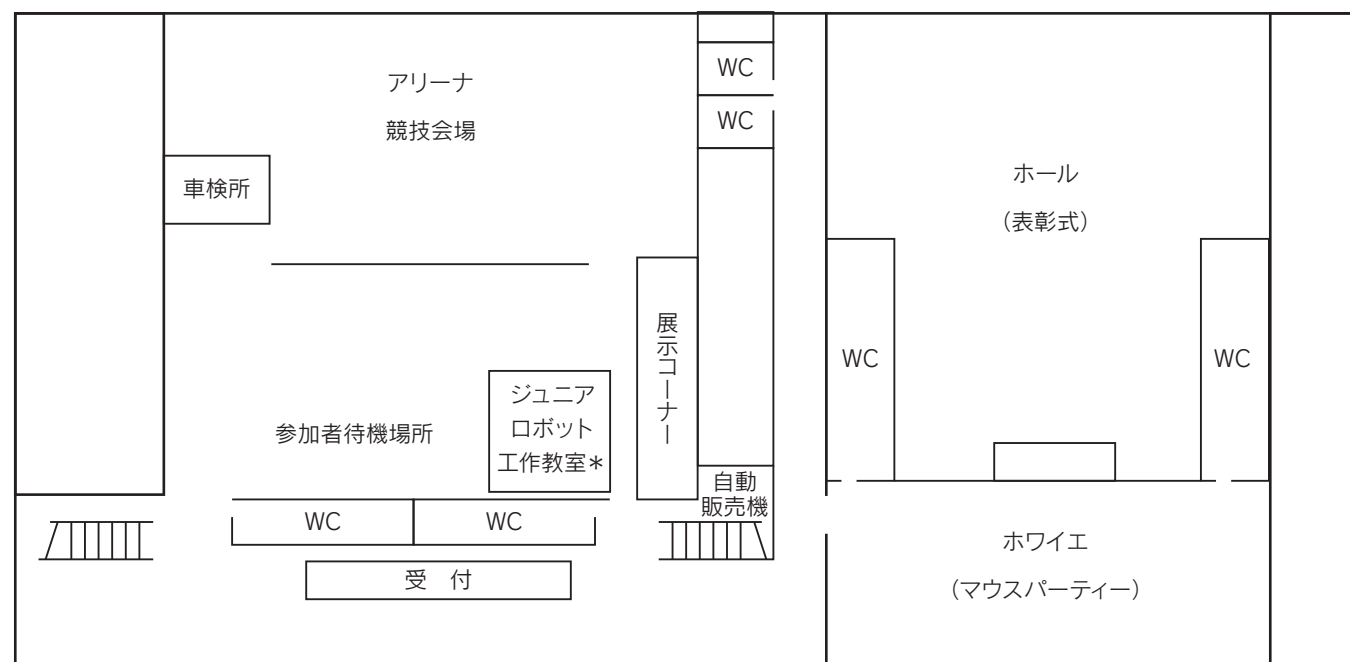 アリーナ
競技会場
WC
WC
車検所
ホール
(表彰式)
展示コーナー
WC
WC
ジュニア
ロボット
工作教室*
参加者待機場所
自動
販売機
WC
WC
受 付
ホワイエ
(マウスパーティー)